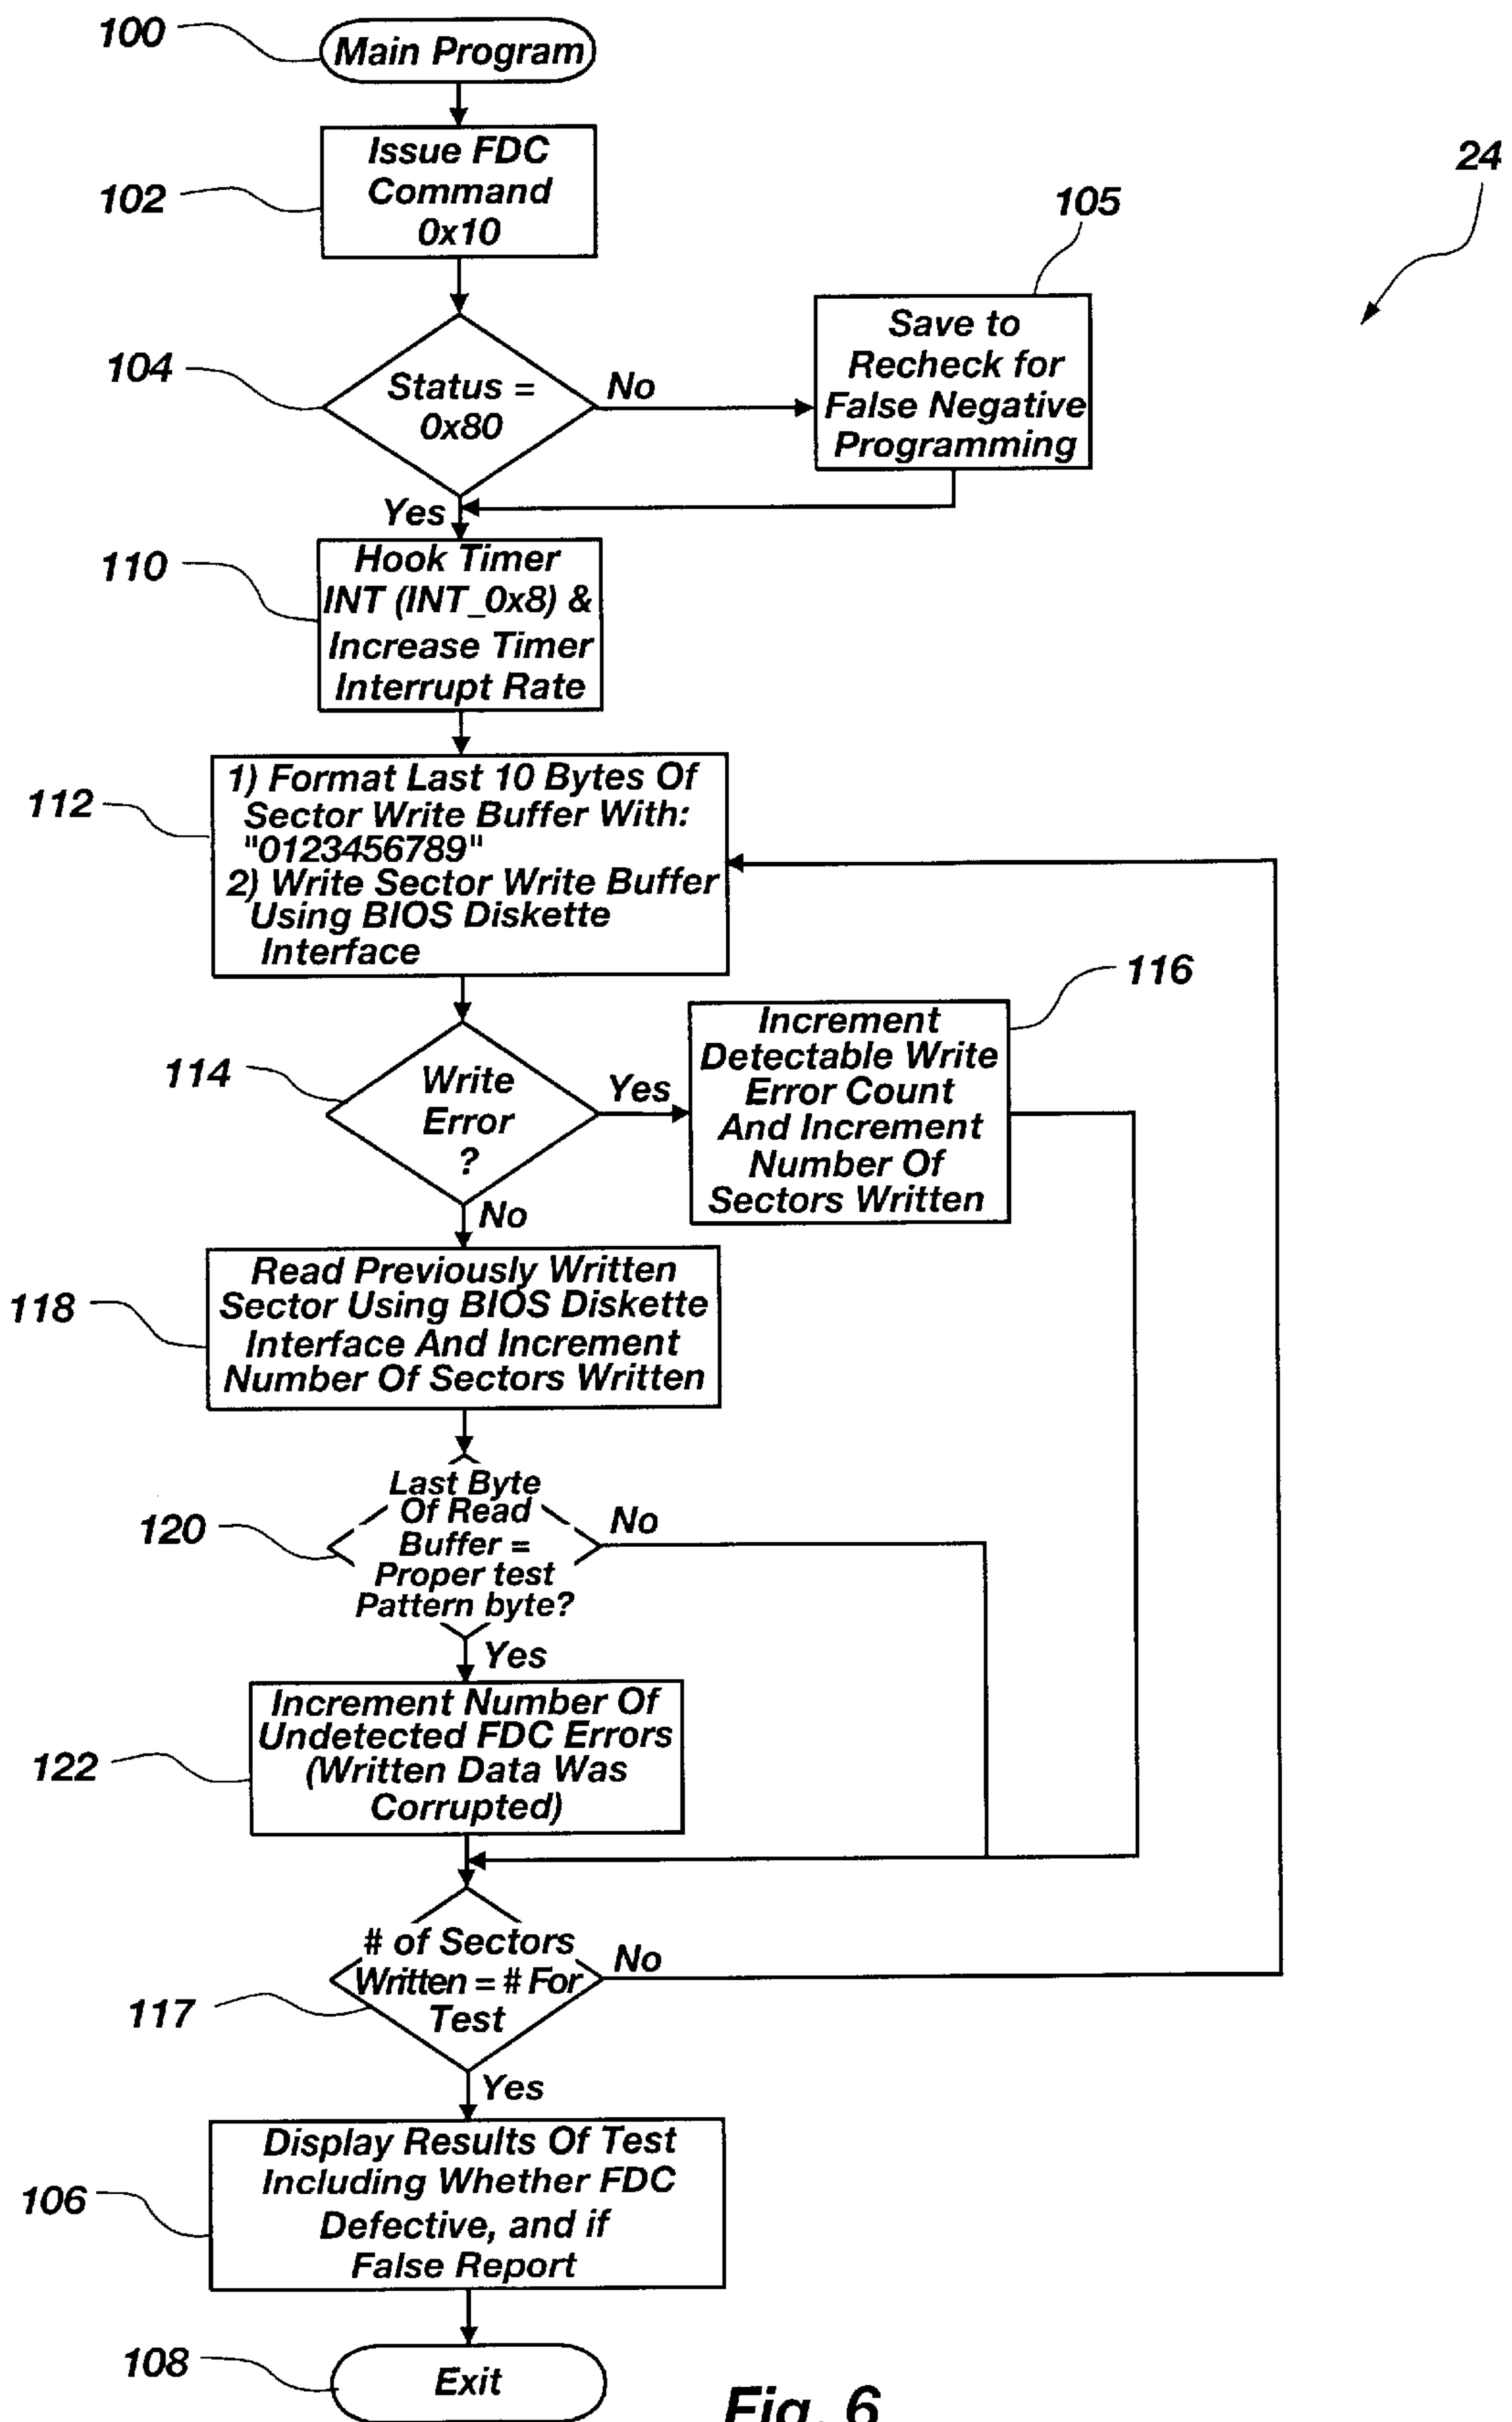 100
Main Program
102
Issue FDC
Command
0x10
24
105
104
Status =
0x80
No
Save to
Recheck for
False Negative
Programming
Yes
110
Hook Timer
INT (INT_0x8) &
Increase Timer
Interrupt Rate
112
1) Format Last 10 Bytes Of
Sector Write Buffer With:
"0123456789"
2) Write Sector Write Buffer
Using BIOS Diskette
Interface
116
114
Write
Error
?
Yes
Increment
Detectable Write
Error Count
And Increment
Number Of
Sectors Written
No
118
Read Previously Written
Sector Using BIOS Diskette
Interface And Increment
Number Of Sectors Written
120
Last Byte
Of Read
Buffer =
Proper test
Pattern byte?
No
Yes
122
Increment Number Of
Undetected FDC Errors
(Written Data Was
Corrupted)
117
# of Sectors
Written = # For
Test
No
Yes
106
Display Results Of Test
Including Whether FDC
Defective, and if
False Report
108
Exit
Fig. 6